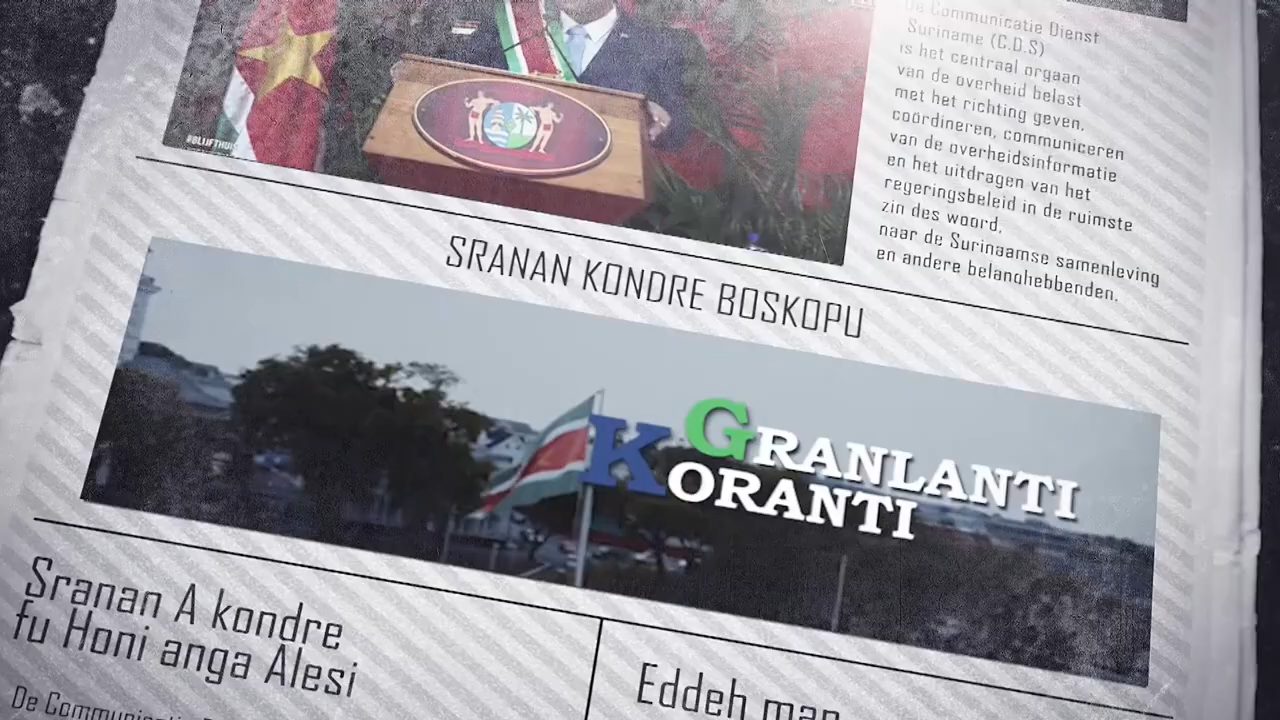 De Communicatie Dienst
Suriname (C.D.S)
is het centraal orgaan
van de overheid belast
met het richting geven,
coördineren, communiceren
van de overheidsinformatie
en het uitdragen van het
regeringsbeleid in de ruimste
zin des woord,
naar de Surinaamse samenleving
en andere belanghebbenden.
#BLIJFTHUIS
SRANAN KONDRE BOSKOPU
GRANLANTI
KORANTI
Sranan A kondre
fu Honi anga Alesi
De
Eddeh man